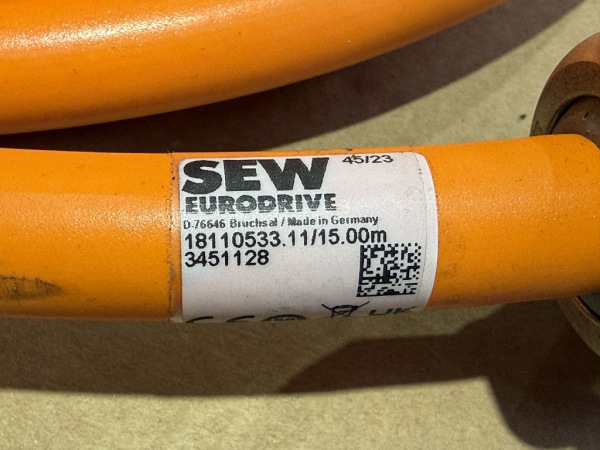 SEW 45/23
EURODRIVE
D-76646 Bruchsal / Made in Germany
18110533.11/15.00m
3451128